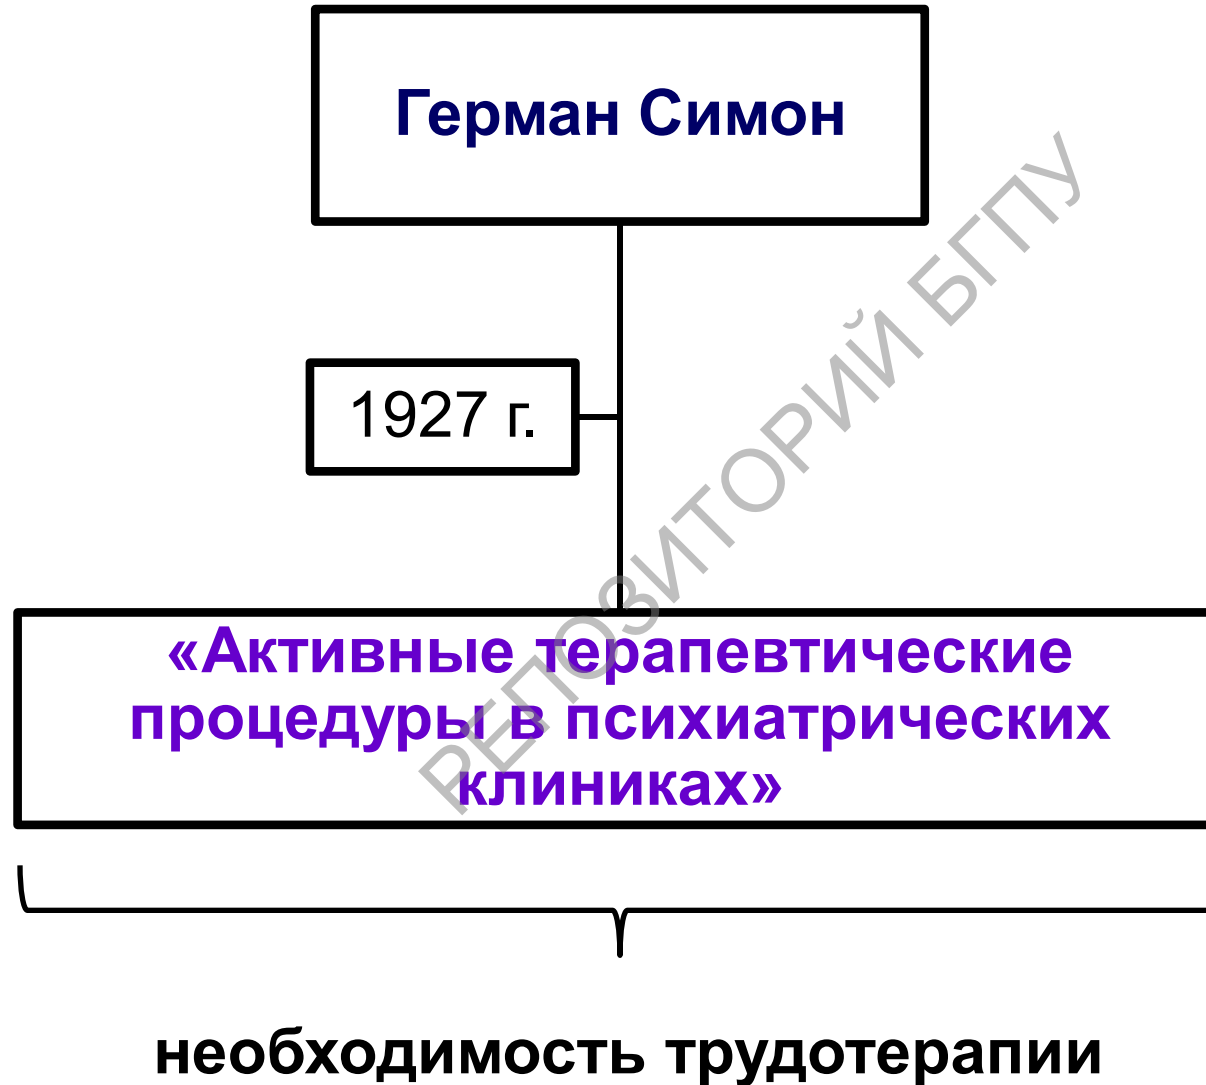 Герман Симон
1927 г.
«Активные терапевтические
процедуры в психиатрических
клиниках»
необходимость трудотерапии
РЕПОЗИТОРИЙ БГПУ